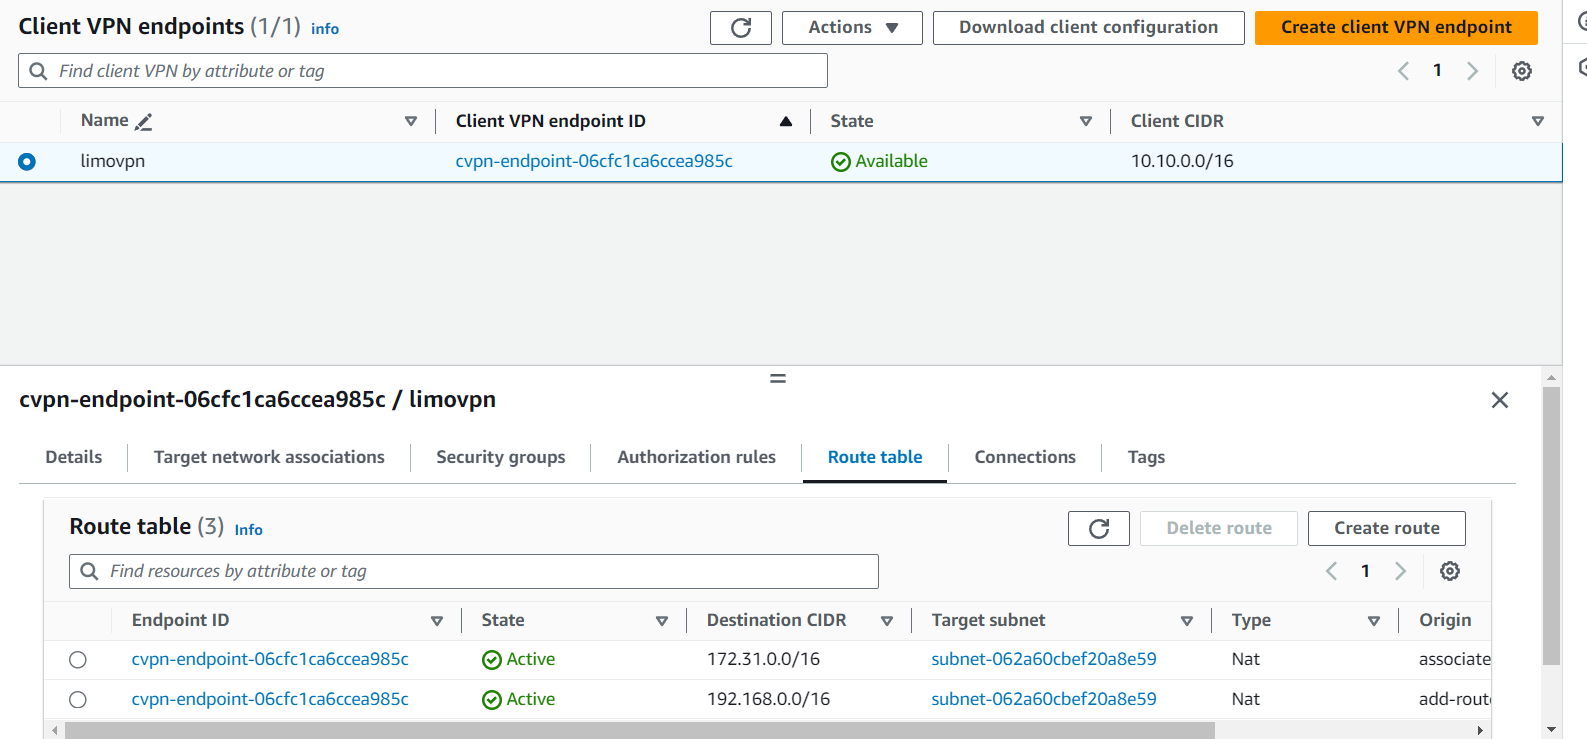 Client VPN endpoints (1/1) info
Actions
Download client configuration
Create client VPN endpoint
Find client VPN by attribute or tag
1
Name
Client VPN endpoint ID
State
Client CIDR
limovpn
cvpn-endpoint-06cfc1ca6ccea985c
Available
10.10.0.0/16
cvpn-endpoint-06cfc1ca6ccea985c / limovpn
Details
Target network associations
Security groups
Authorization rules
Route table
Connections
Tags
Route table (3) Info
Delete route
Create route
Find resources by attribute or tag
1
Endpoint ID
State
Destination CIDR
Target subnet
Type
Origin
cvpn-endpoint-06cfc1ca6ccea985c
Active
172.31.0.0/16
subnet-062a60cbef20a8e59
Nat
associate
cvpn-endpoint-06cfc1ca6ccea985c
Active
192.168.0.0/16
subnet-062a60cbef20a8e59
Nat
add-route